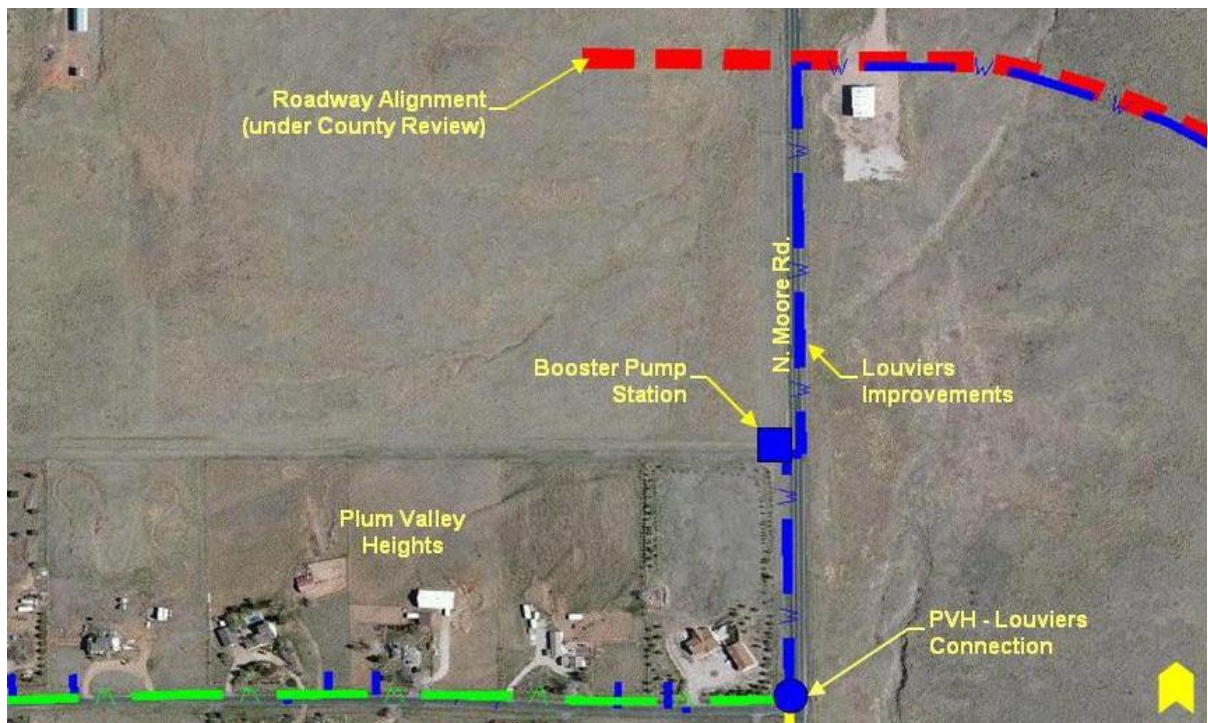 Roadway Alignment
(under County Review)
N. Moore Rd.
Booster Pump
Station
Louviers
Improvements
Plum Valley
Heights
PVH - Louviers
Connection
W
W
W
W
W
W
W
W